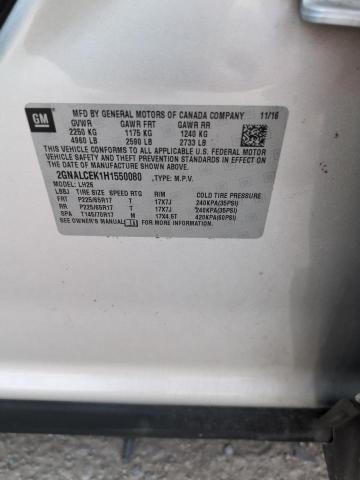 GM
MFD BY GENERAL MOTORS OF CANADA COMPANY 11/16
GVWR GAWR FRT GAWR RR
2250 KG 1175 KG 1240 KG
4960 LB 2590 LB 2733 LB
THIS VEHICLE CONFORMS TO ALL APPLICABLE U.S. FEDERAL MOTOR
VEHICLE SAFETY, BUMPER, AND THEFT PREVENTION STANDARDS
IN EFFECT ON THE DATE OF MANUFACTURE SHOWN ABOVE.
2GNALCEK1H1550080 TYPE: M.P.V.
MODEL: LH26
LBBJ TIRE SIZE SPEED RTG RIM COLD TIRE PRESSURE
FRT P225/65R17 T 17X7J 240KPA(35PSI)
RR P225/65R17 T 17X7J 240KPA(35PSI)
SPA T145/70R17 M 17X4.5T 420KPA(60PSI)
SEE OWNER'S MANUAL FOR ADDITIONAL INFORMATION.